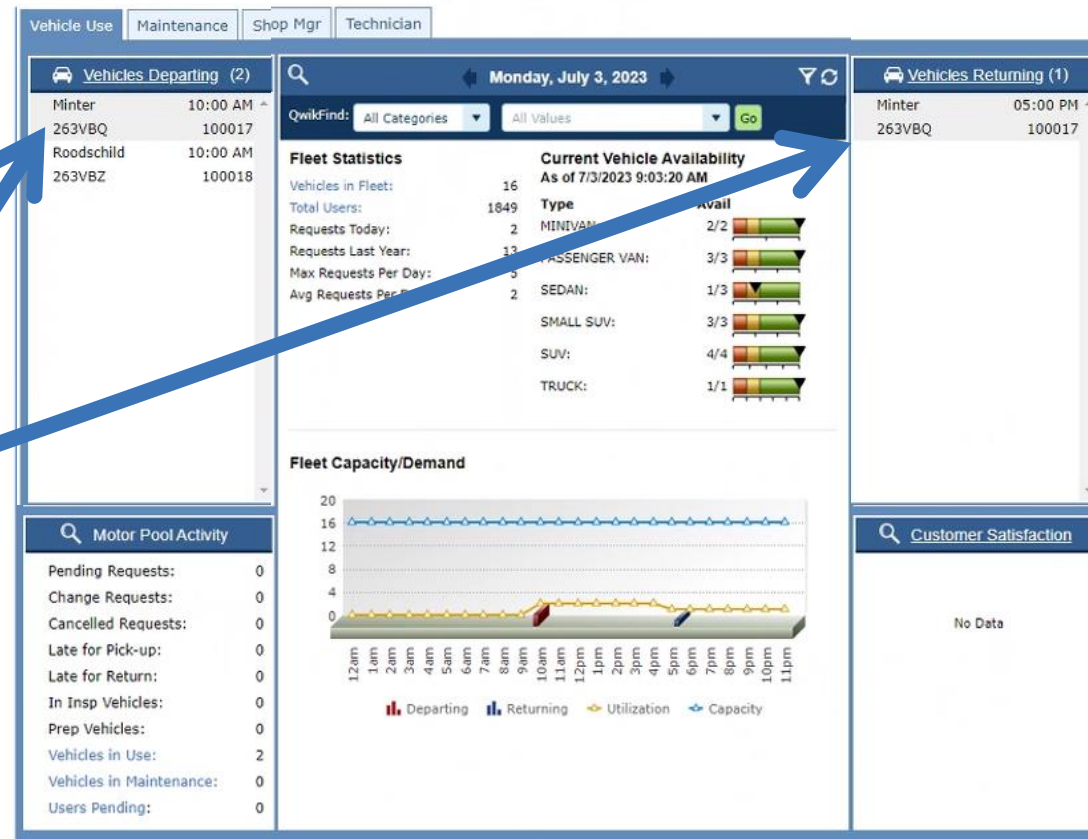 Vehicle Use Maintenance Shop Mgr Technician
Vehicles Departing (2)
Minter 10:00 AM
263VBQ 100017
Roodschild 10:00 AM
263VBZ 100018
Monday, July 3, 2023
QwikFind: All Categories All Values Go
Fleet Statistics
Vehicles in Fleet: 16
Total Users: 1849
Requests Today: 2
Requests Last Year: 13
Max Requests Per Day: 5
Avg Requests Per 2
Current Vehicle Availability
As of 7/3/2023 9:03:20 AM
Type Avail
MINIVAN: 2/2
PASSENGER VAN: 3/3
SEDAN: 1/3
SMALL SUV: 3/3
SUV: 4/4
TRUCK: 1/1
Vehicles Returning (1)
Minter 05:00 PM
263VBQ 100017
Motor Pool Activity
Pending Requests: 0
Change Requests: 0
Cancelled Requests: 0
Late for Pick-up: 0
Late for Return: 0
In Insp Vehicles: 0
Prep Vehicles: 0
Vehicles in Use: 2
Vehicles in Maintenance: 0
Users Pending: 0
Fleet Capacity/Demand
20
16
12
8
4
0
12am 1am 2am 3am 4am 5am 6am 7am 8am 9am 10am 11am 12pm 1pm 2pm 3pm 4pm 5pm 6pm 7pm 8pm 9pm 10pm 11pm
Departing Returning Utilization Capacity
Customer Satisfaction
No Data